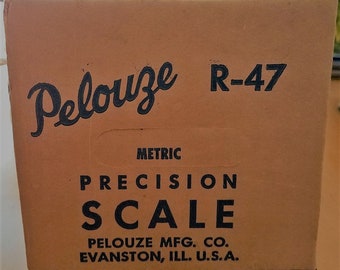 Pelouze R-47
METRIC
PRECISION
SCALE
PELOUZE MFG. CO.
EVANSTON, ILL. U.S.A.